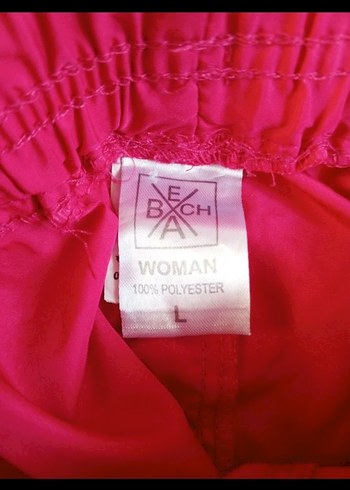 E
B CH
A
WOMAN
100% POLYESTER
L